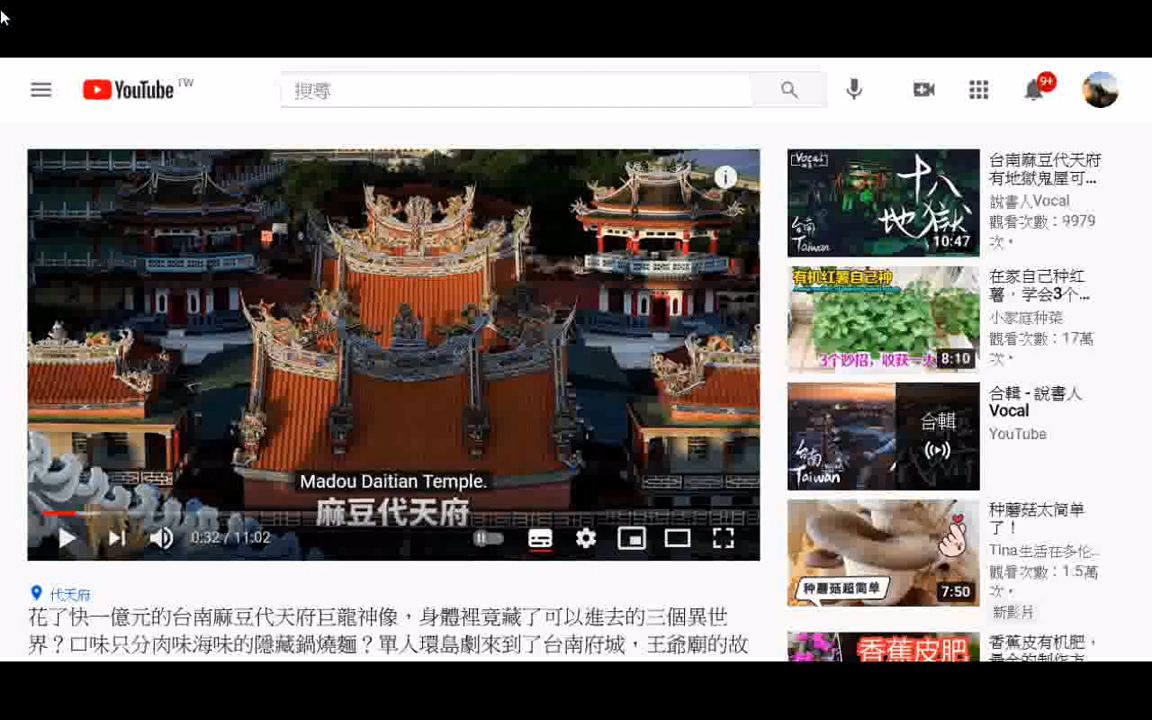 YouTube TW
搜尋
9+
Madou Daitian Temple.
麻豆代天府
0:32 / 11:02
代天府
花了快一億元的台南麻豆代天府巨龍神像，身體裡竟藏了可以進去的三個異世
界？口味只分肉味海味的隱藏鍋燒麵？單人環島劇來到了台南府城，王爺廟的故
Vocal
十八
地獄
台南
Taiwan
10:47
台南麻豆代天府
有地獄鬼屋可...
說書人Vocal
觀看次數：9979
次・
有机红薯自己种
3个妙招，收获一大
8:10
在家自己种红
薯，学会3个...
小家庭种菜
觀看次數：17萬
次・
台南
Taiwan
合輯
合輯 - 說書人
Vocal
YouTube
种蘑菇超简单
7:50
种蘑菇太简单
了！
Tina生活在多伦...
觀看次數：1.5萬
次・
新影片
香蕉皮肥
香蕉皮有机肥，